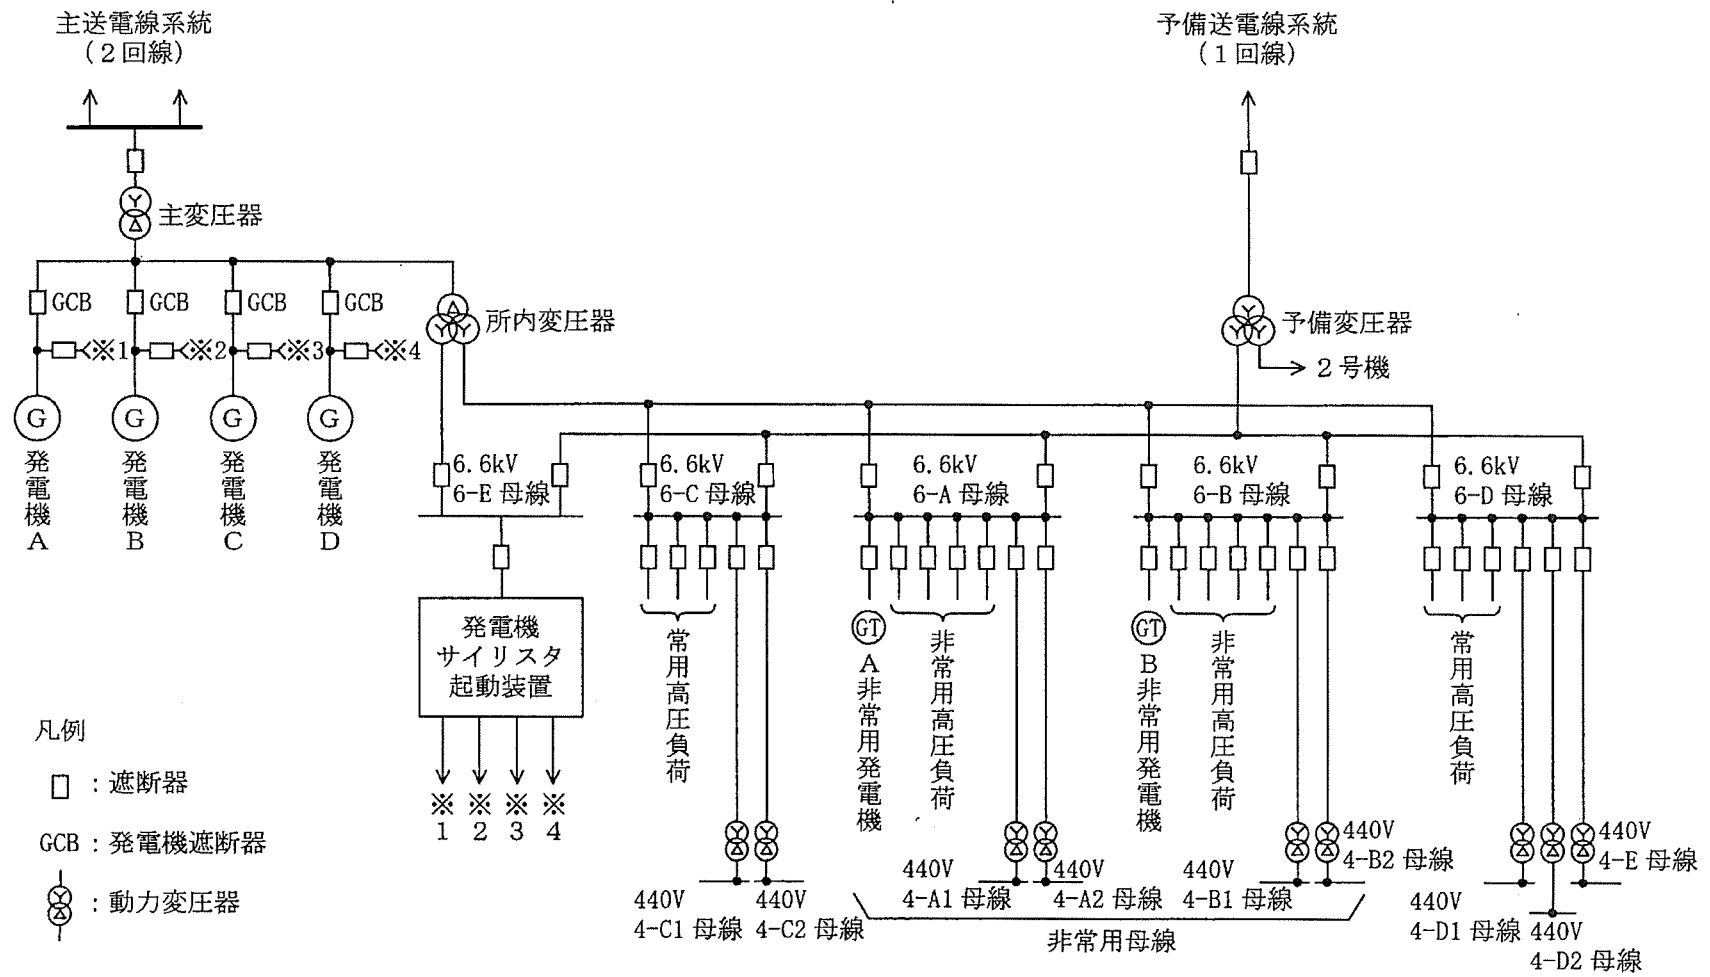 主送電線系統
(2回線)
予備送電線系統
(1回線)
主変圧器
GCB
GCB
GCB
GCB
所内変圧器
予備変圧器
※1
※2
※3
※4
2号機
G
G
G
G
発電機A
発電機B
発電機C
発電機D
6.6kV
6-E 母線
6.6kV
6-C 母線
6.6kV
6-A 母線
6.6kV
6-B 母線
6.6kV
6-D 母線
発電機
サイリスタ
起動装置
※1
※2
※3
※4
常用高圧負荷
GT
A非常用発電機
非常用高圧負荷
GT
B非常用発電機
非常用高圧負荷
常用高圧負荷
440V
4-C1 母線
440V
4-C2 母線
440V
4-A1 母線
440V
4-A2 母線
440V
4-B1 母線
440V
4-B2 母線
非常用母線
440V
4-D1 母線
440V
4-D2 母線
440V
4-E 母線
凡例
：遮断器
GCB：発電機遮断器
：動力変圧器